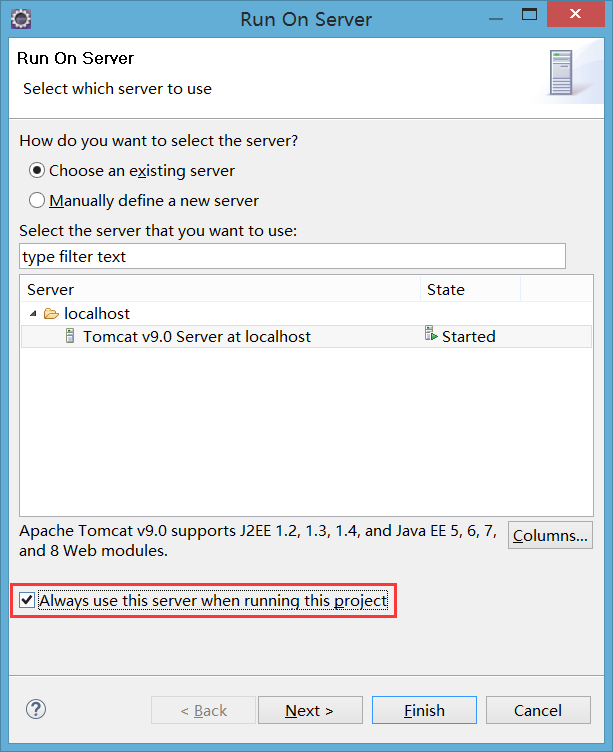 Run On Server
Run On Server
Select which server to use
How do you want to select the server?
Choose an existing server
Manually define a new server
Select the server that you want to use:
type filter text
Server State
localhost
Tomcat v9.0 Server at localhost Started
Apache Tomcat v9.0 supports J2EE 1.2, 1.3, 1.4, and Java EE 5, 6, 7,
and 8 Web modules.
Columns...
Always use this server when running this project
? < Back Next > Finish Cancel